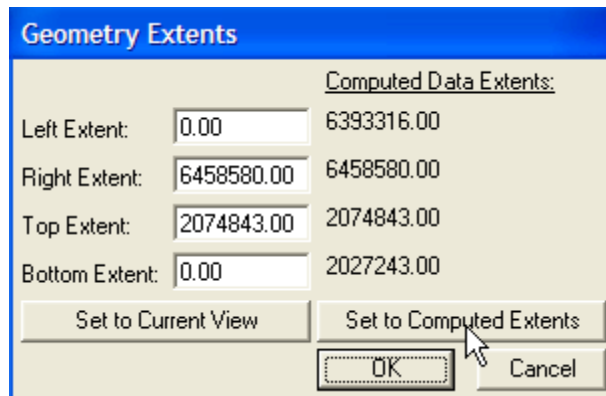 Geometry Extents
Computed Data Extents:
Left Extent: 0.00 6393316.00
Right Extent: 6458580.00 6458580.00
Top Extent: 2074843.00 2074843.00
Bottom Extent: 0.00 2027243.00
Set to Current View Set to Computed Extents
OK Cancel